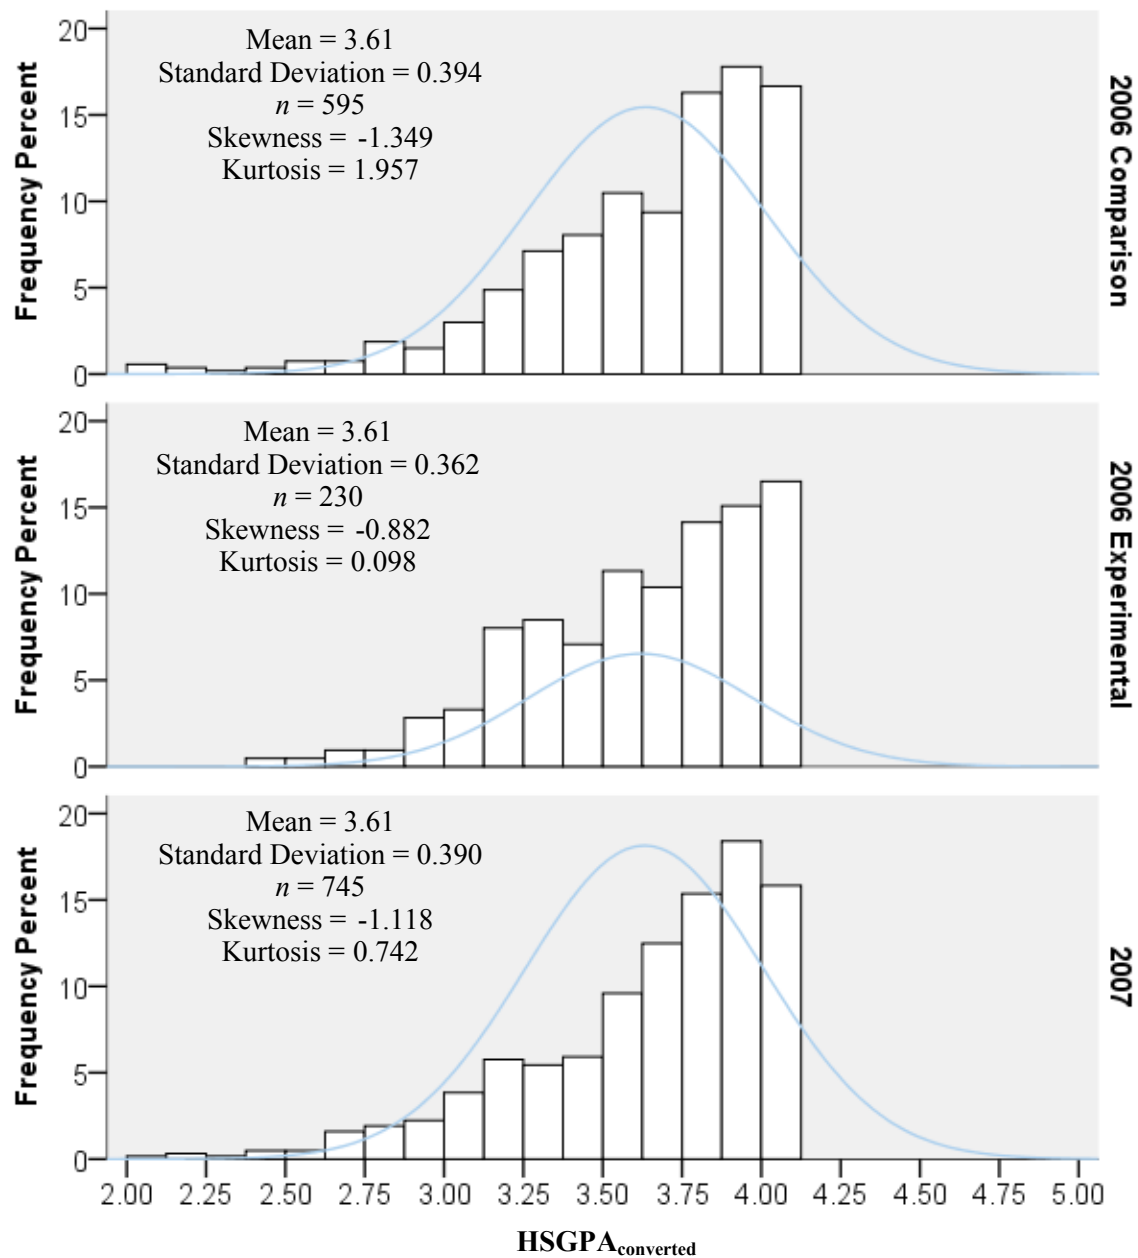 20
15
10
5
0
Frequency Percent
Mean = 3.61
Standard Deviation = 0.394
n = 595
Skewness = -1.349
Kurtosis = 1.957
2006 Comparison
20
15
10
5
0
Frequency Percent
Mean = 3.61
Standard Deviation = 0.362
n = 230
Skewness = -0.882
Kurtosis = 0.098
2006 Experimental
20
15
10
5
0
Frequency Percent
Mean = 3.61
Standard Deviation = 0.390
n = 745
Skewness = -1.118
Kurtosis = 0.742
2007
2.00 2.25 2.50 2.75 3.00 3.25 3.50 3.75 4.00 4.25 4.50 4.75 5.00
HSGPAconverted